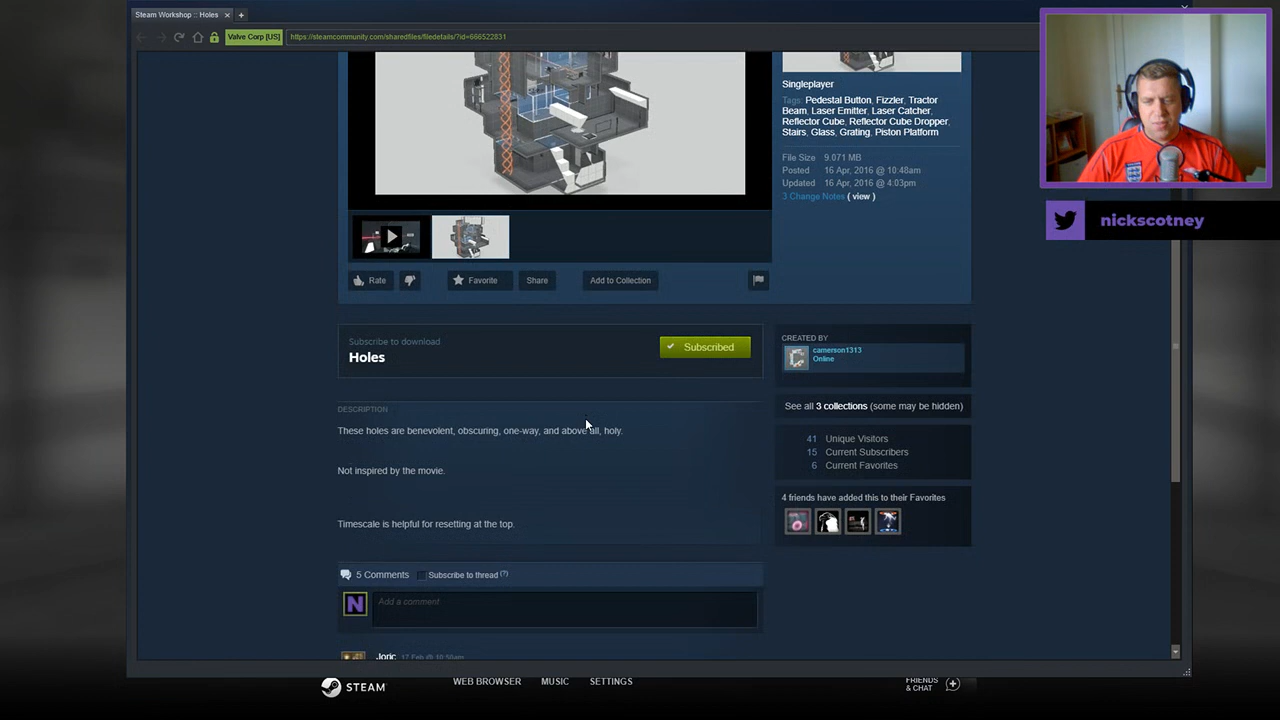 Steam Workshop :: Holes
Valve Corp [US]
https://steamcommunity.com/sharedfiles/filedetails/?id=666522831
nickscotney
Singleplayer
Tags: Pedestal Button, Fizzler, Tractor
Beam, Laser Emitter, Laser Catcher,
Reflector Cube, Reflector Cube Dropper,
Stairs, Glass, Grating, Piston Platform
File Size 9.071 MB
Posted 16 Apr, 2016 @ 10:48am
Updated 16 Apr, 2016 @ 4:03pm
3 Change Notes ( view )
Rate
Favorite
Share
Add to Collection
Subscribe to download
Holes
Subscribed
CREATED BY
camerson1313
Online
DESCRIPTION
These holes are benevolent, obscuring, one-way, and above all, holy.
Not inspired by the movie.
Timescale is helpful for resetting at the top.
See all 3 collections (some may be hidden)
41 Unique Visitors
15 Current Subscribers
6 Current Favorites
4 friends have added this to their Favorites
5 Comments Subscribe to thread (?)
N
Add a comment
Joric 17 Feb @ 10:50am
STEAM
WEB BROWSER
MUSIC
SETTINGS
FRIENDS
& CHAT